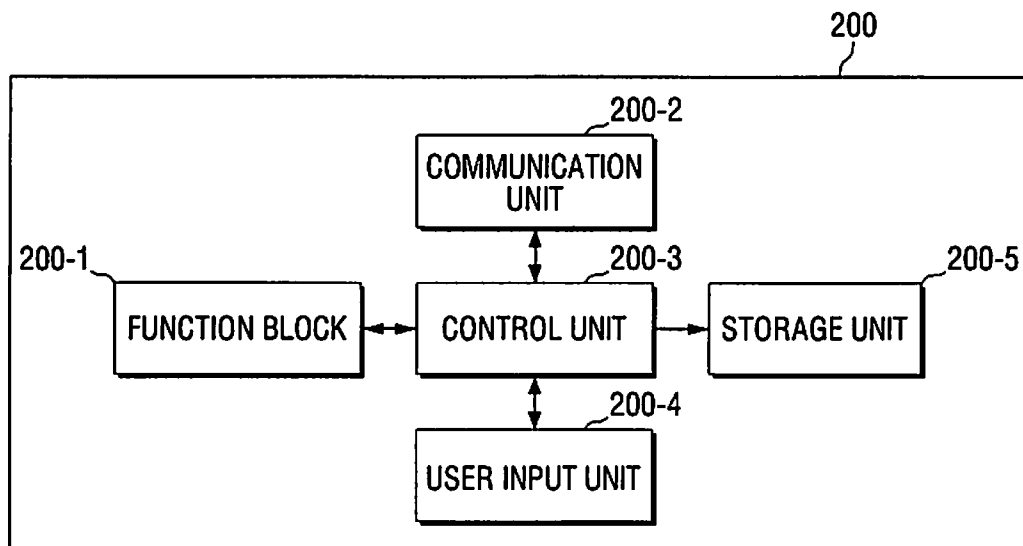 200
200-2
COMMUNICATION
UNIT
200-1
200-3
200-5
FUNCTION BLOCK
CONTROL UNIT
STORAGE UNIT
200-4
USER INPUT UNIT